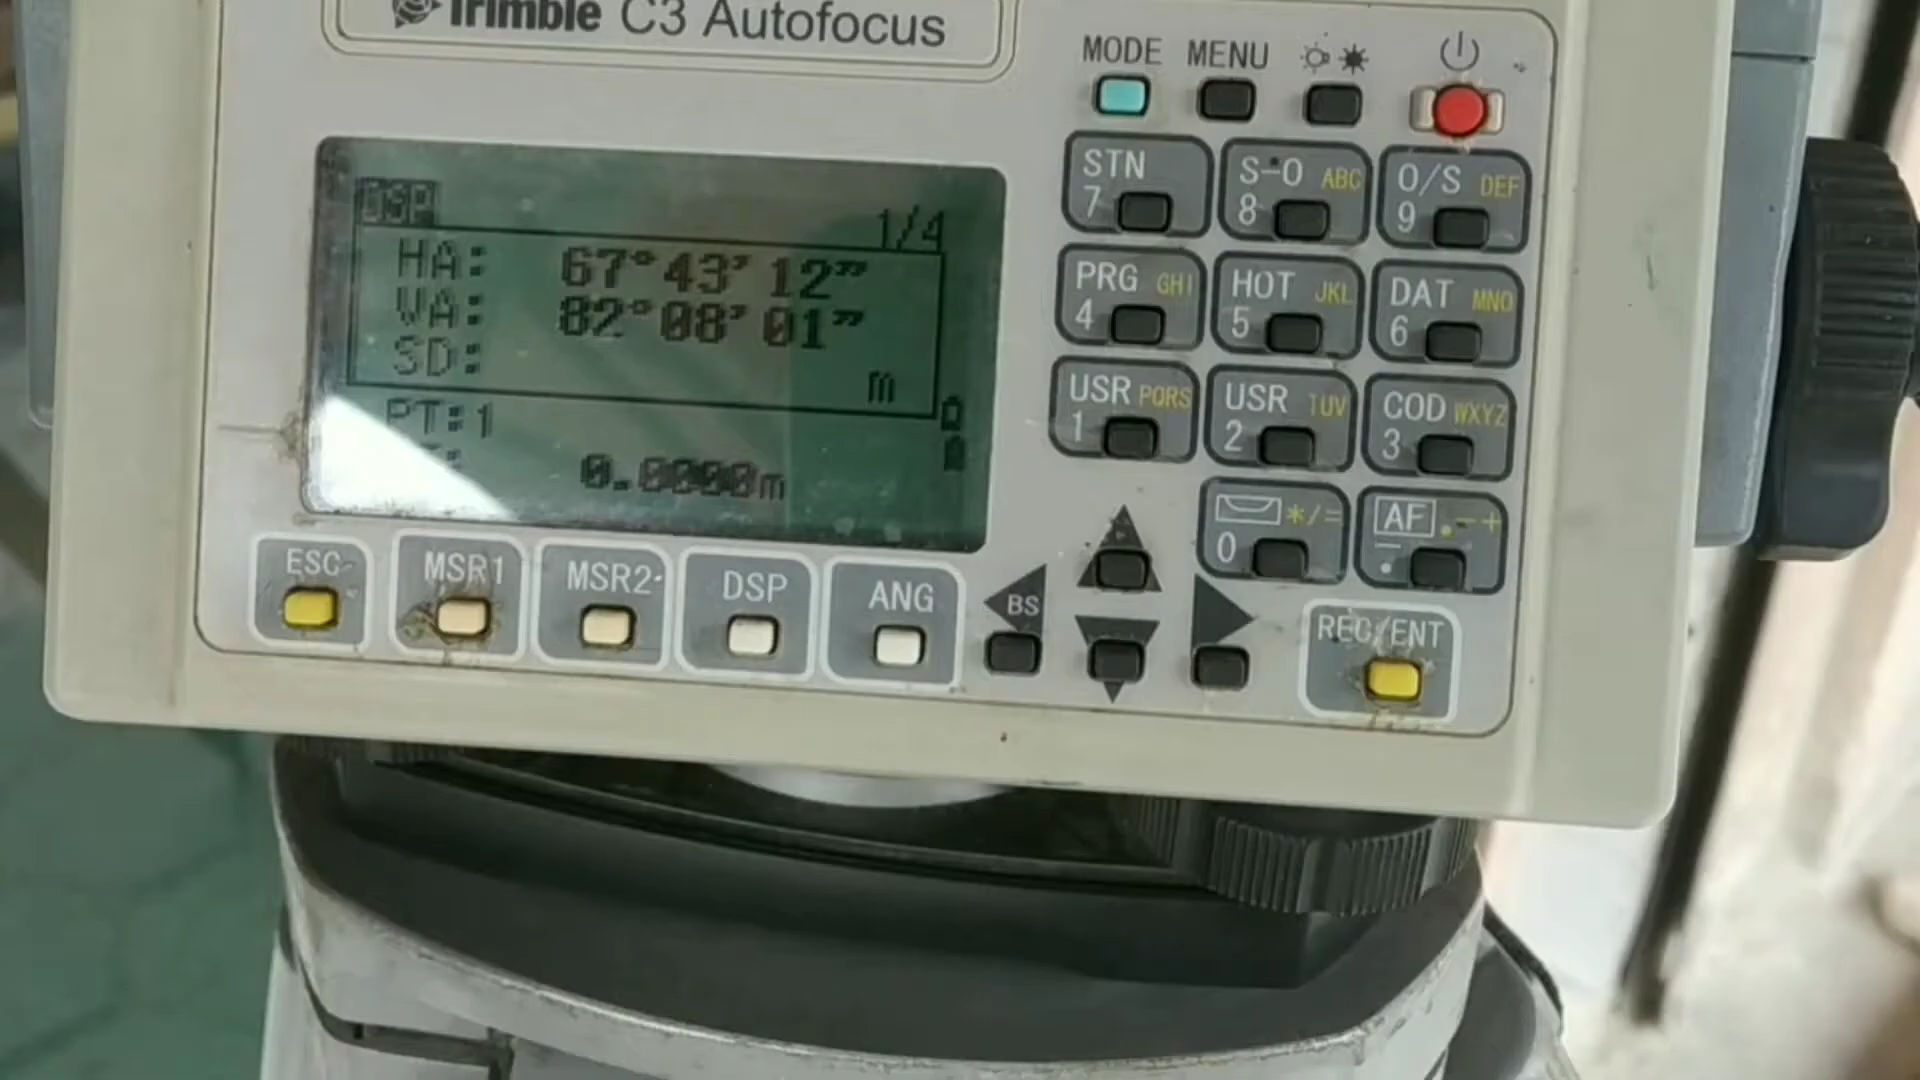 Trimble C3 Autofocus
MODE MENU
DSP
1/4
HA: 67°43'12"
VA: 82°08'01"
SD: m
PT:1
0.0000m
STN
7
S-O ABC
8
O/S DEF
9
PRG GHI
4
HOT JKL
5
DAT MNO
6
USR PQRS
1
USR TUV
2
COD WXYZ
3
*/=
0
AF .-+
.
ESC
MSR1
MSR2
DSP
ANG
BS
REC/ENT